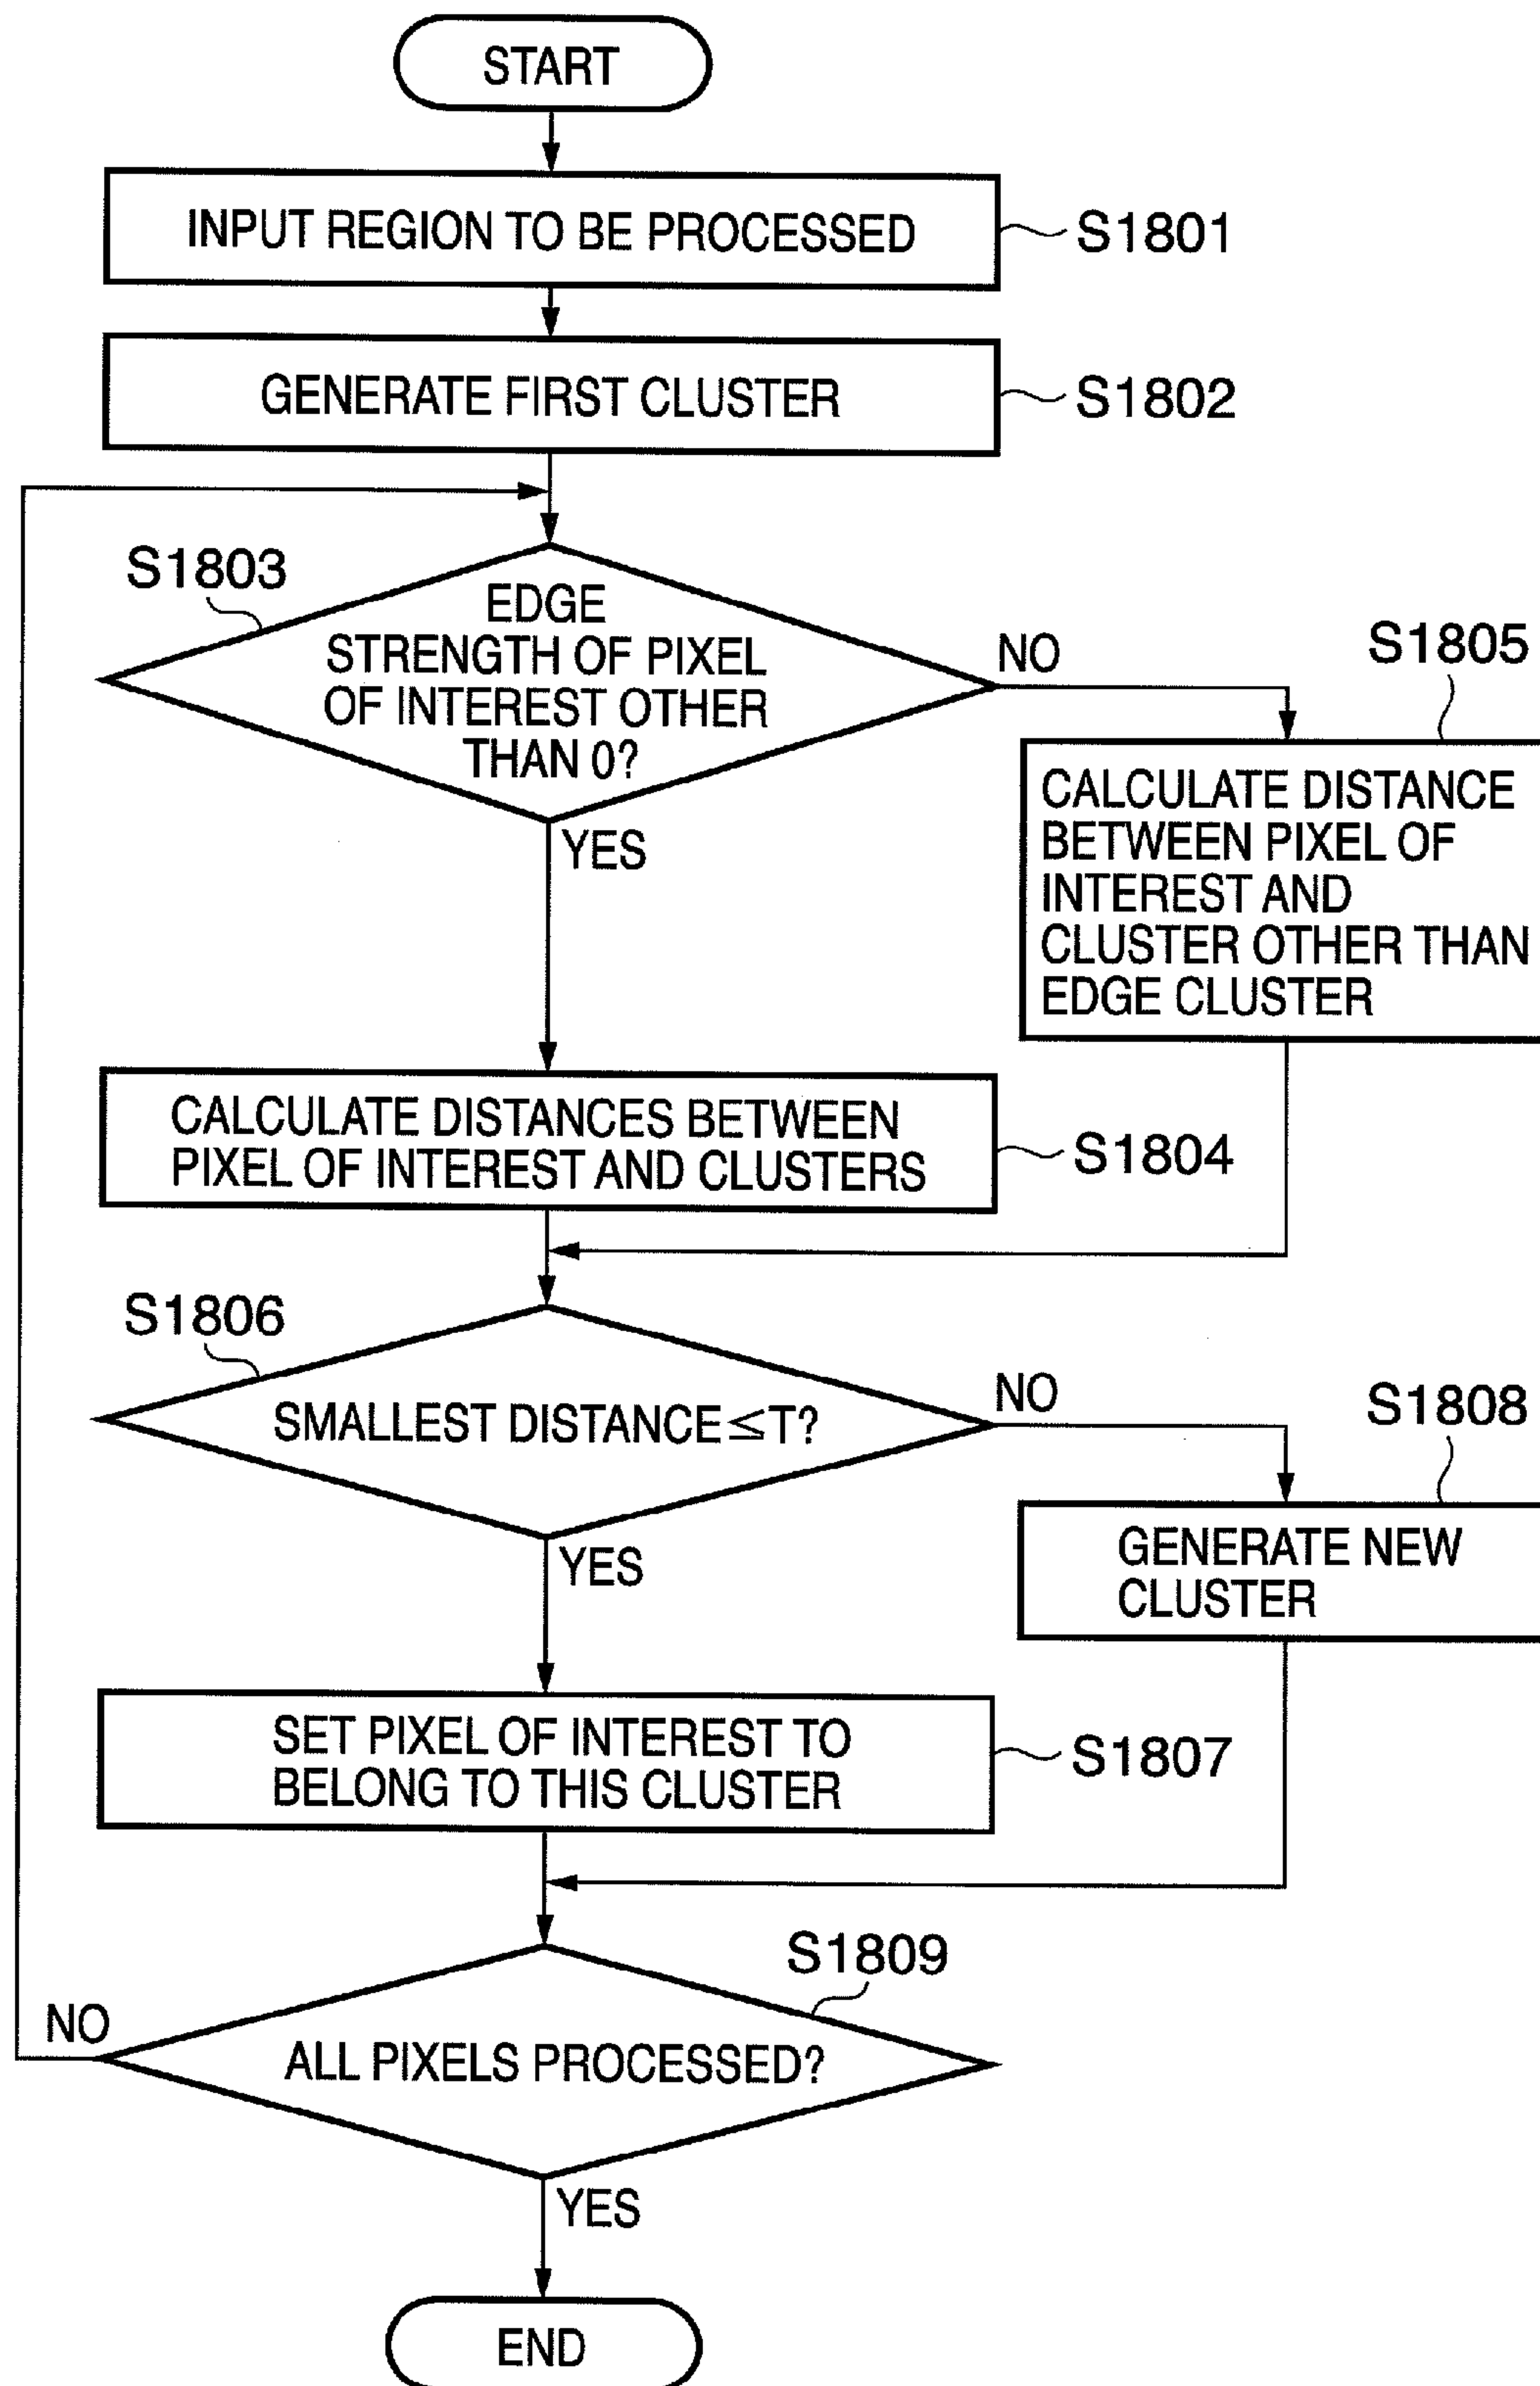 START
INPUT REGION TO BE PROCESSED
S1801
GENERATE FIRST CLUSTER
S1802
S1803
EDGE
STRENGTH OF PIXEL
OF INTEREST OTHER
THAN 0?
NO
YES
S1805
CALCULATE DISTANCE
BETWEEN PIXEL OF
INTEREST AND
CLUSTER OTHER THAN
EDGE CLUSTER
CALCULATE DISTANCES BETWEEN
PIXEL OF INTEREST AND CLUSTERS
S1804
S1806
SMALLEST DISTANCE≦T?
NO
YES
S1808
GENERATE NEW
CLUSTER
SET PIXEL OF INTEREST TO
BELONG TO THIS CLUSTER
S1807
S1809
ALL PIXELS PROCESSED?
NO
YES
END